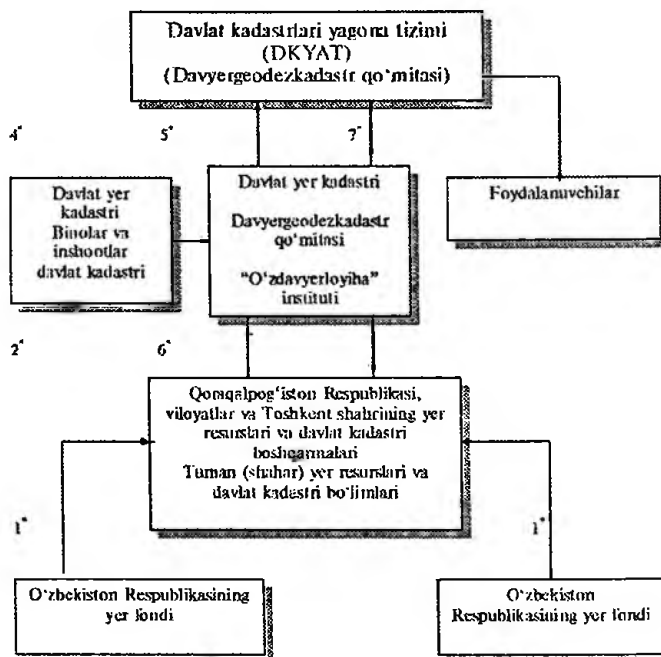 Davlat kadastrlari yagona tizimi
(DKYAT)
(Davyergeodezkadastr qo‘mitasi)
4*
5*
7*
Davlat yer
kadastri
Binolar va
inshootlar
davlat kadastri
Davlat yer kadastri
Davyergeodezkadastr
qo‘mitasi
“O‘zdavyerloyiha”
instituti
Foydalanuvchilar
2*
6*
Qoraqalpog‘iston Respublikasi,
viloyatlar va Toshkent shahrining yer
resurslari va davlat kadastri
boshqarmalari
Tuman (shahar) yer resurslari va
davlat kadastri bo‘limlari
1*
1*
O‘zbekiston Respublikasining
yer fondi
O‘zbekiston
Respublikasining yer fondi